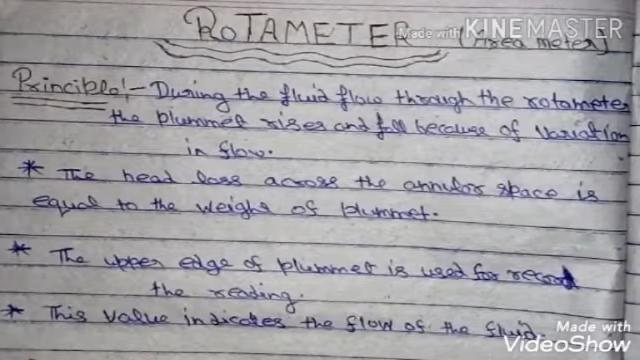 ROTAMETER (Area meter)
Made with KINEMASTER
Principle:- During the fluid flow through the rotameter
the plummet rises and fall because of variation
in flow.
* The head loss across the annular space is
equal to the weight of plummet.
* The upper edge of plummet is used for record
the reading.
* This value indicates the flow of the fluid.
Made with
VideoShow